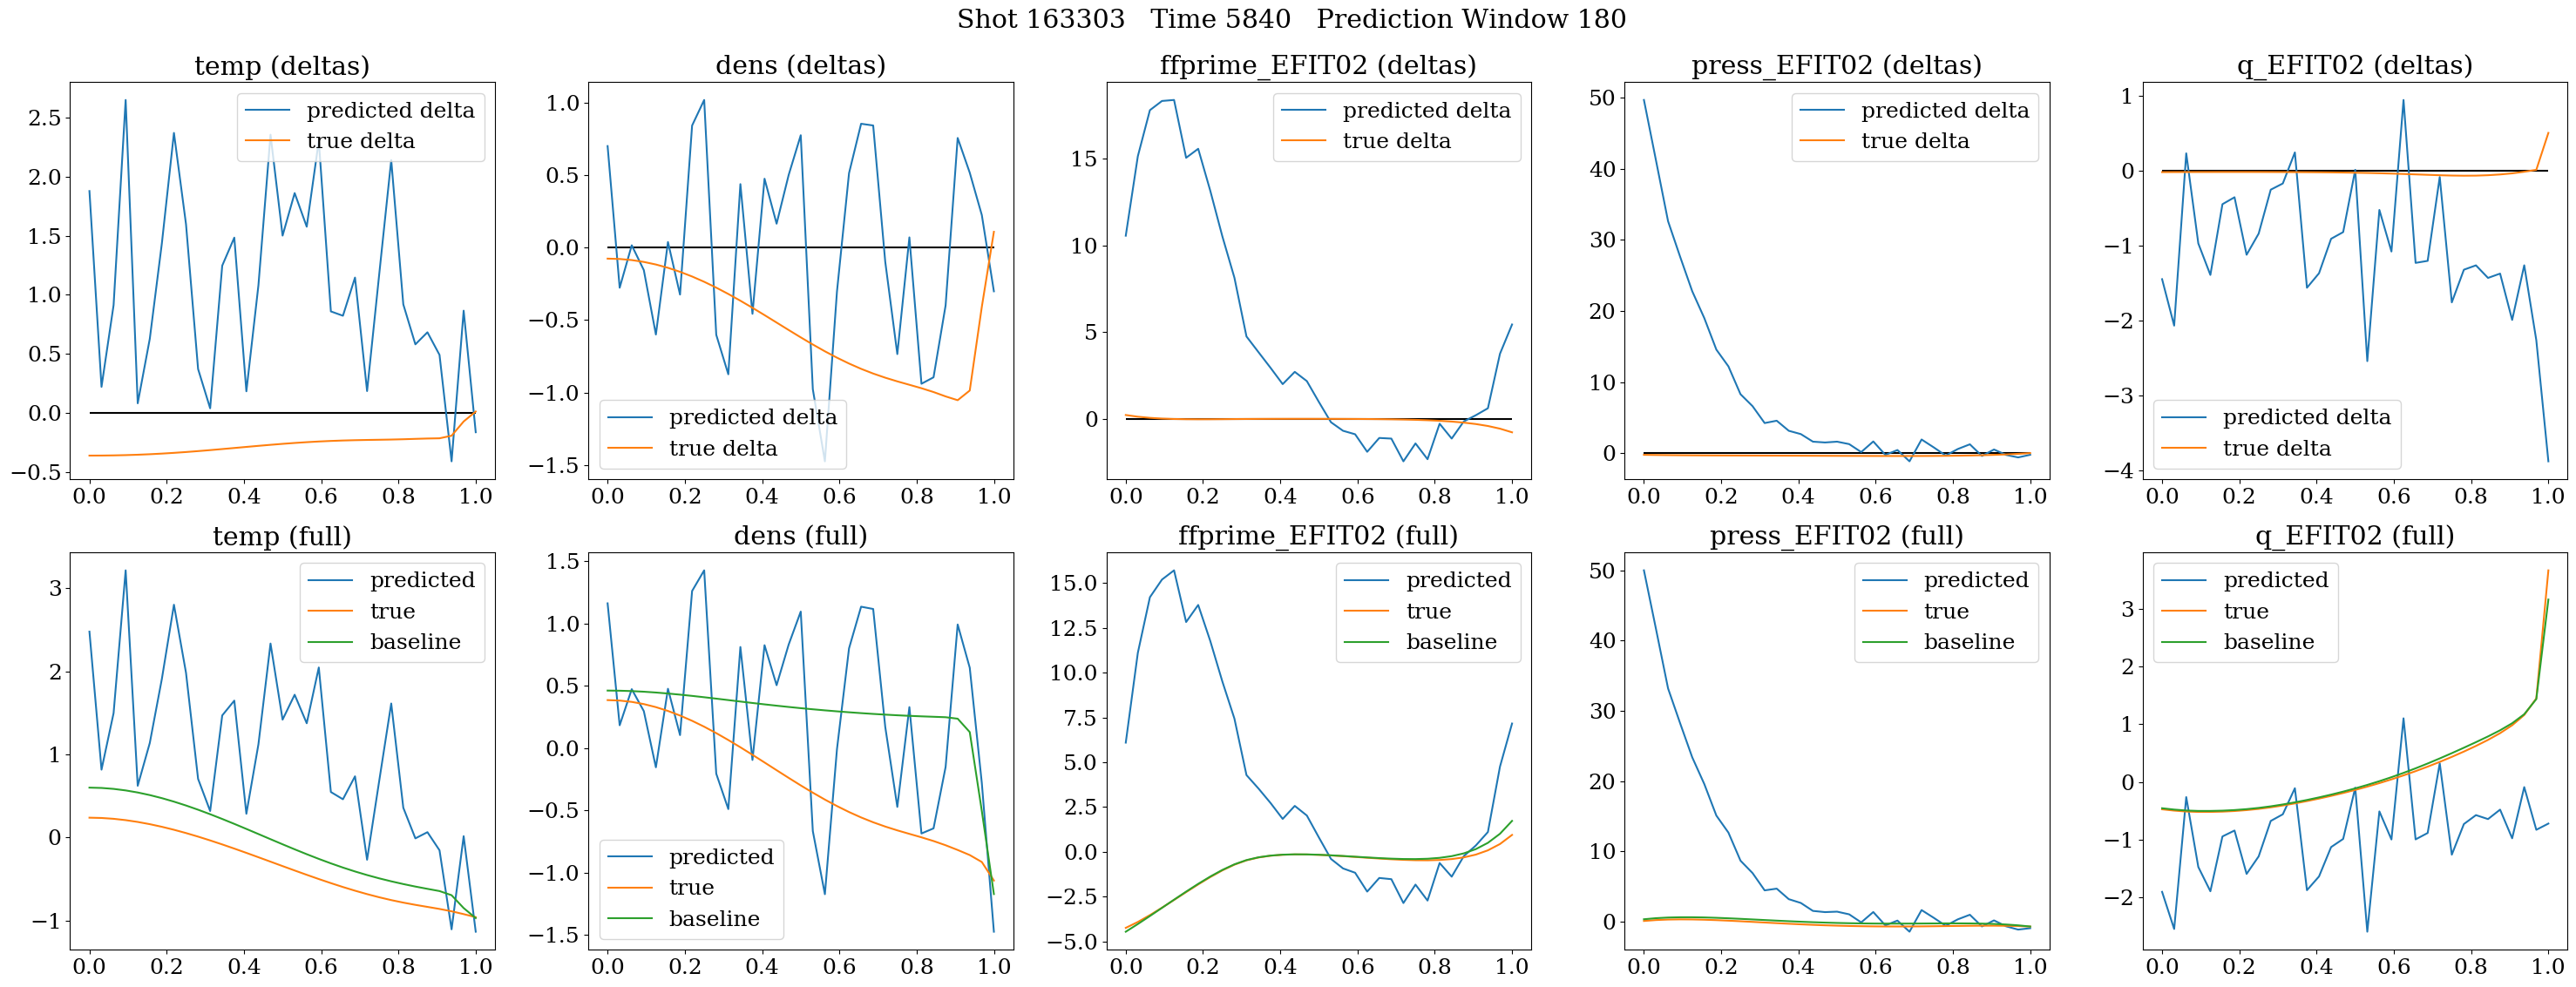 Shot 163303   Time 5840   Prediction Window 180
temp (deltas)
predicted delta
true delta
2.5
2.0
1.5
1.0
0.5
0.0
−0.5
0.0 0.2 0.4 0.6 0.8 1.0
dens (deltas)
1.0
0.5
0.0
−0.5
−1.0
−1.5
predicted delta
true delta
0.0 0.2 0.4 0.6 0.8 1.0
ffprime_EFIT02 (deltas)
predicted delta
true delta
15
10
5
0
0.0 0.2 0.4 0.6 0.8 1.0
press_EFIT02 (deltas)
predicted delta
true delta
50
40
30
20
10
0
0.0 0.2 0.4 0.6 0.8 1.0
q_EFIT02 (deltas)
1
0
−1
−2
−3
−4
predicted delta
true delta
0.0 0.2 0.4 0.6 0.8 1.0
temp (full)
predicted
true
baseline
3
2
1
0
−1
0.0 0.2 0.4 0.6 0.8 1.0
dens (full)
1.5
1.0
0.5
0.0
−0.5
−1.0
−1.5
predicted
true
baseline
0.0 0.2 0.4 0.6 0.8 1.0
ffprime_EFIT02 (full)
predicted
true
baseline
15.0
12.5
10.0
7.5
5.0
2.5
0.0
−2.5
−5.0
0.0 0.2 0.4 0.6 0.8 1.0
press_EFIT02 (full)
predicted
true
baseline
50
40
30
20
10
0
0.0 0.2 0.4 0.6 0.8 1.0
q_EFIT02 (full)
predicted
true
baseline
3
2
1
0
−1
−2
0.0 0.2 0.4 0.6 0.8 1.0